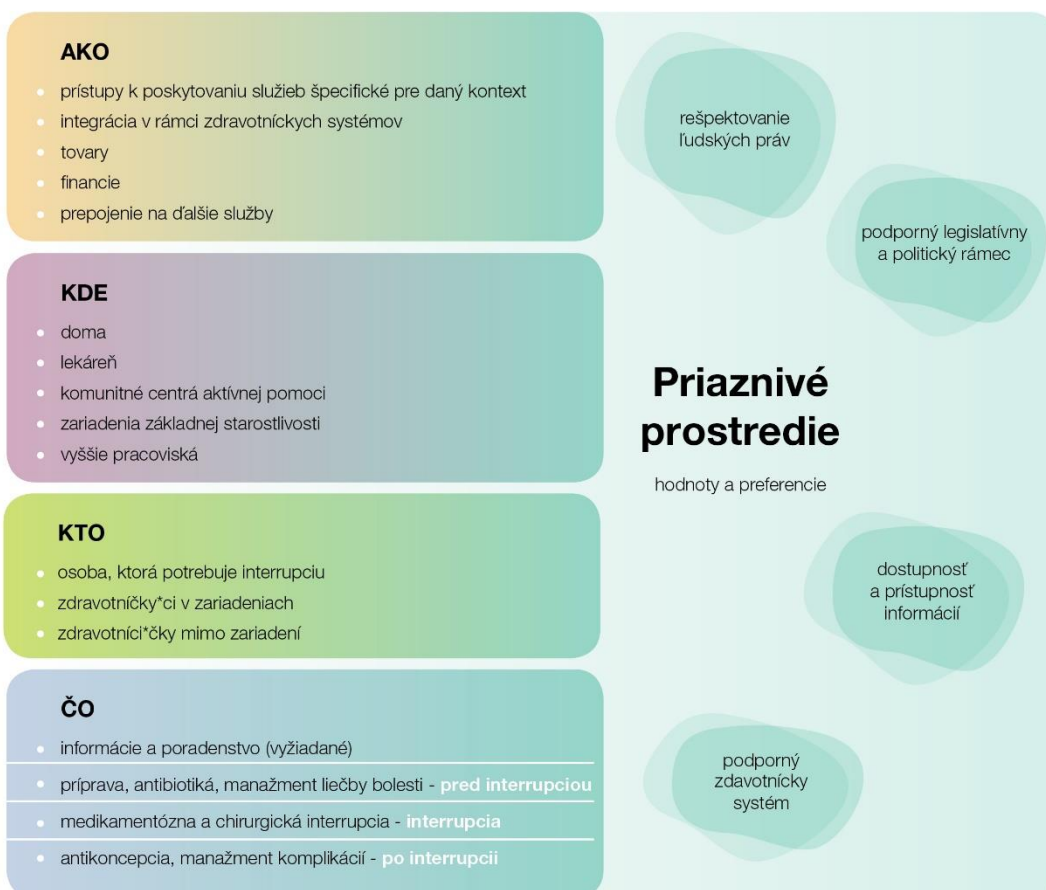 AKO
• prístupy k poskytovaniu služieb špecifické pre daný kontext
• integrácia v rámci zdravotníckych systémov
• tovary
• financie
• prepojenie na ďalšie služby
KDE
• doma
• lekáreň
• komunitné centrá aktívnej pomoci
• zariadenia základnej starostlivosti
• vyššie pracoviská
KTO
• osoba, ktorá potrebuje interrupciu
• zdravotníčky*ci v zariadeniach
• zdravotníci*čky mimo zariadení
ČO
• informácie a poradenstvo (vyžiadané)
• príprava, antibiotiká, manažment liečby bolesti - pred interrupciou
• medikamentózna a chirurgická interrupcia - interrupcia
• antikoncepcia, manažment komplikácií - po interrupcii
rešpektovanie
ľudských práv
podporný legislatívny
a politický rámec
Priaznivé
prostredie
hodnoty a preferencie
dostupnosť
a prístupnosť
informácií
podporný
zdavotnícky
systém